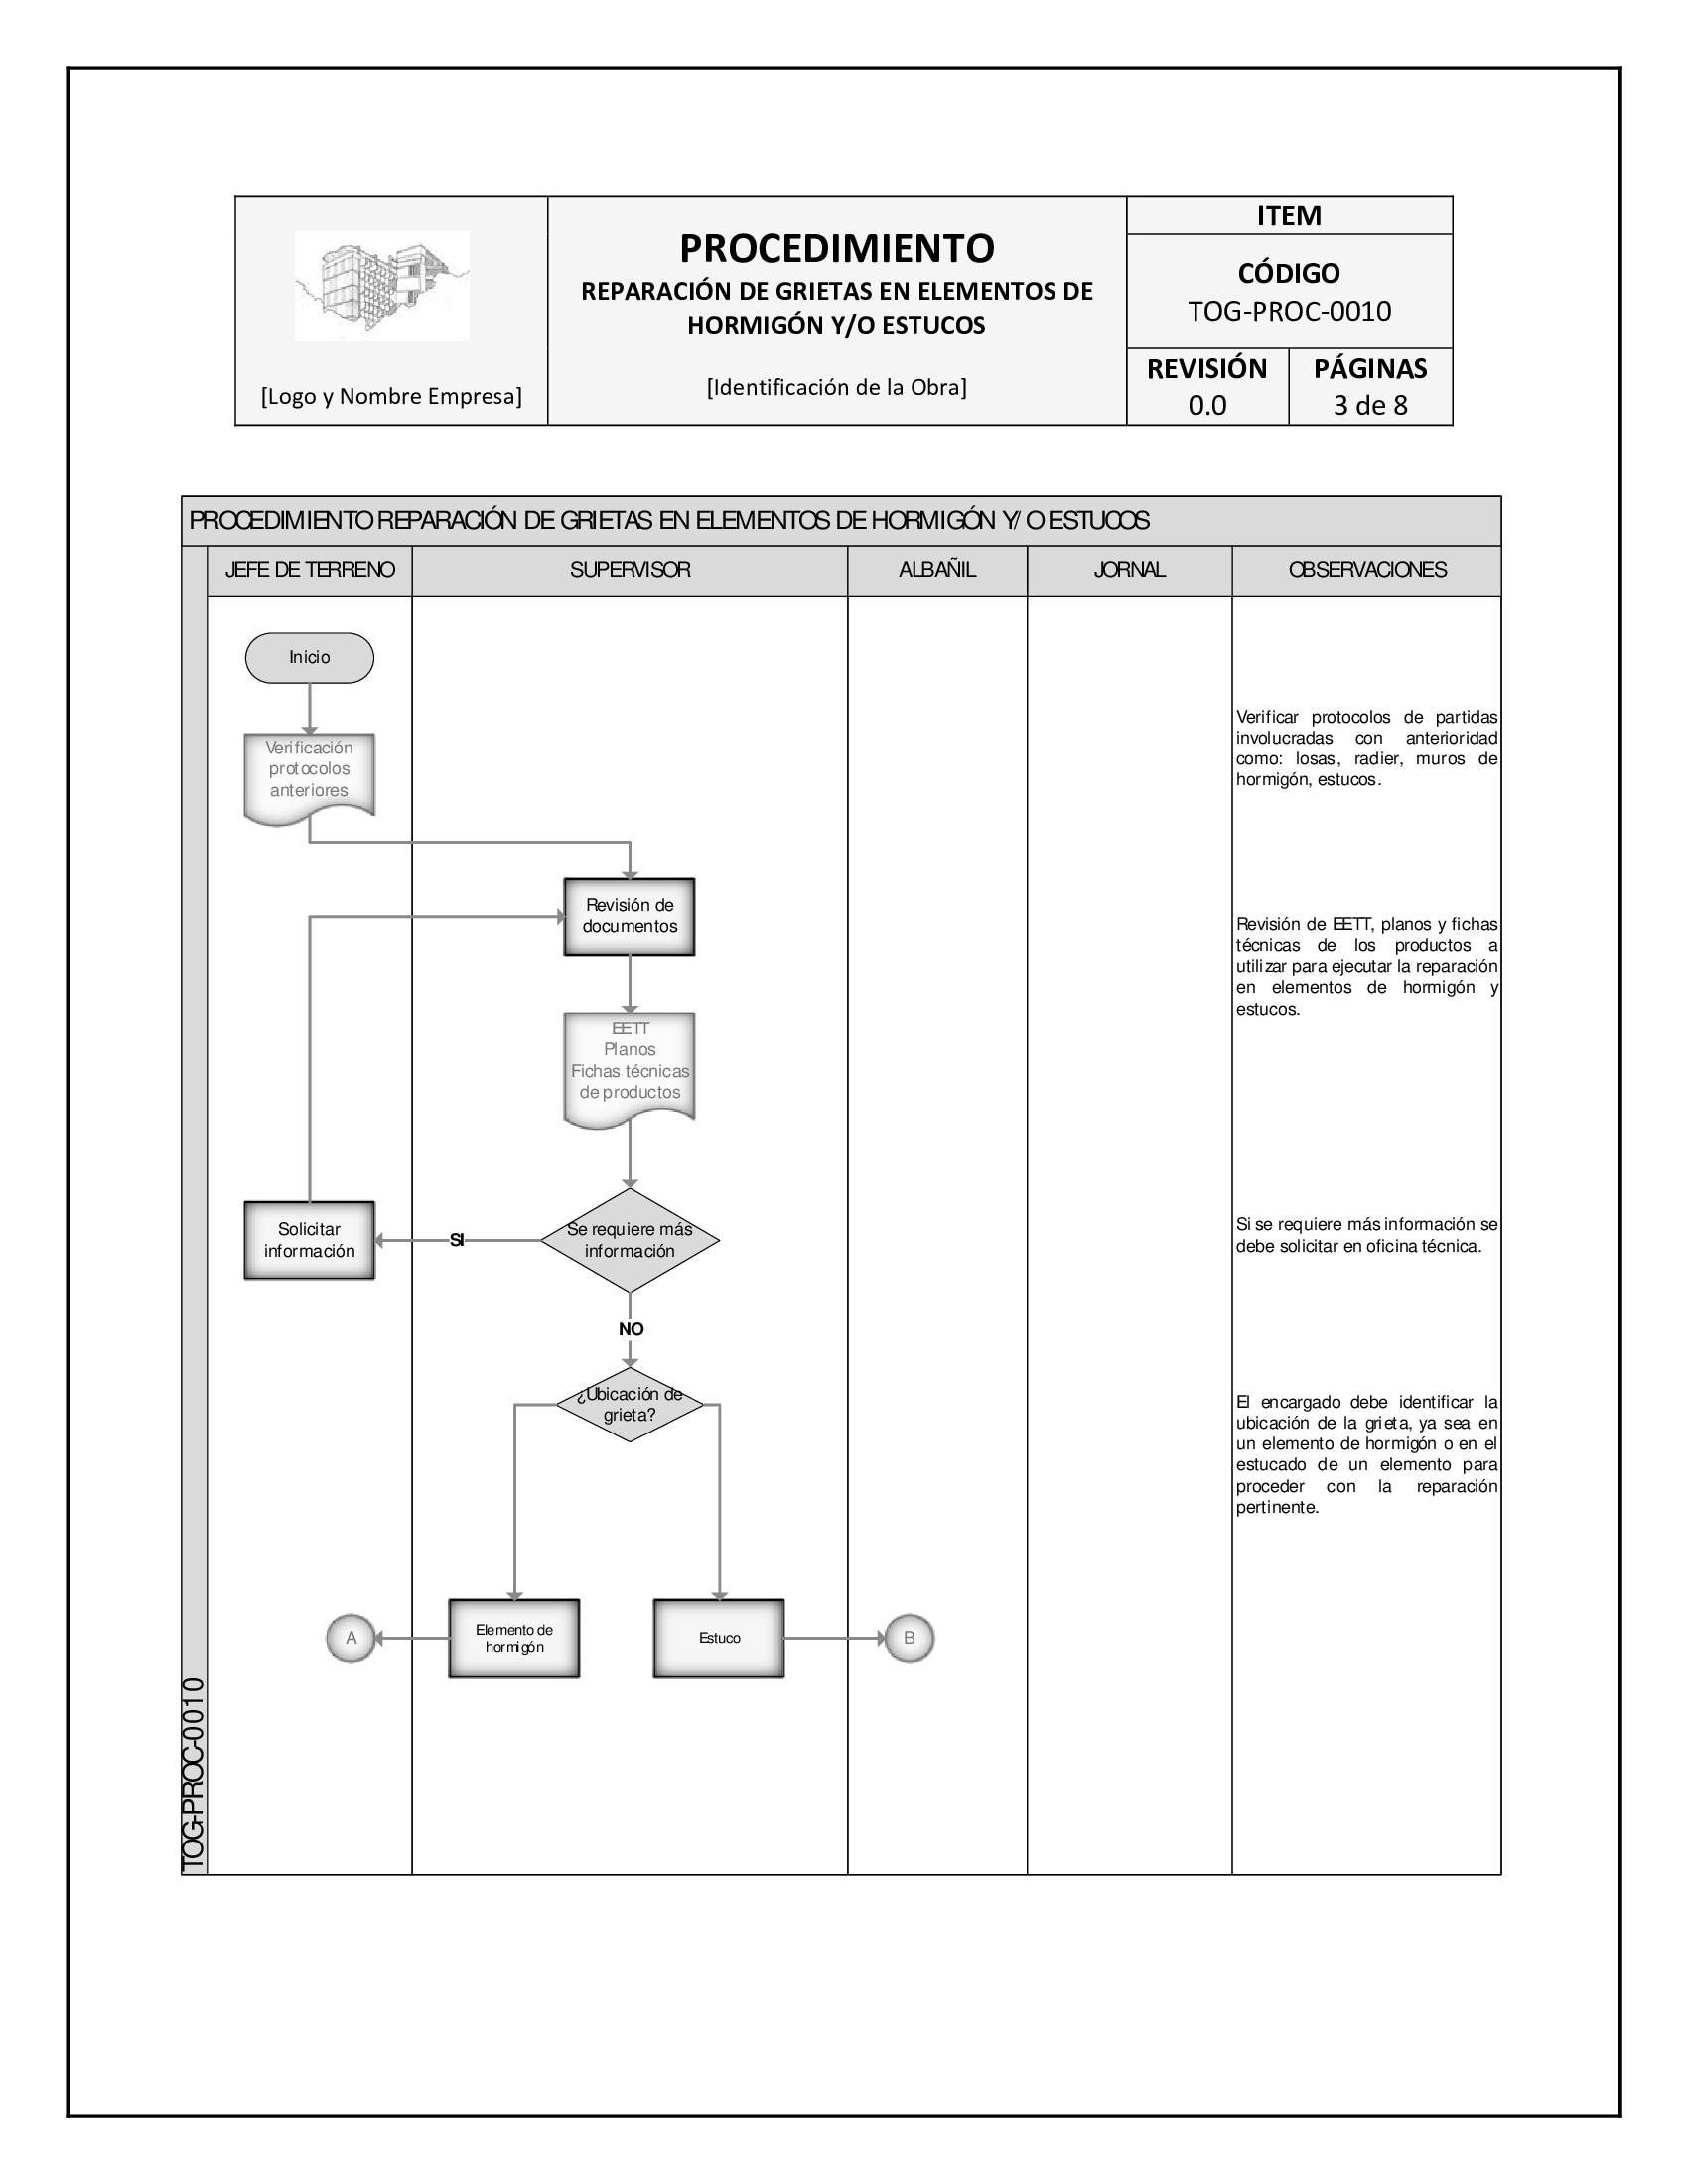 [Logo y Nombre Empresa]
PROCEDIMIENTO
REPARACIÓN DE GRIETAS EN ELEMENTOS DE
HORMIGÓN Y/O ESTUCOS
[Identificación de la Obra]
ITEM
CÓDIGO
TOG-PROC-0010
REVISIÓN
0.0
PÁGINAS
3 de 8
PROCEDIMIENTO REPARACIÓN DE GRIETAS EN ELEMENTOS DE HORMIGÓN Y/O ESTUCOS
JEFE DE TERRENO
SUPERVISOR
ALBAÑIL
JORNAL
OBSERVACIONES
Inicio
Verificación
protocolos
anteriores
Verificar protocolos de partidas
involucradas con anterioridad
como: losas, radier, muros de
hormigón, estucos.
Revisión de
documentos
Revisión de EETT, planos y fichas
técnicas de los productos a
utilizar para ejecutar la reparación
en elementos de hormigón y
estucos.
EETT
Planos
Fichas técnicas
de productos
Solicitar
información
SI
Se requiere más
información
Si se requiere más información se
debe solicitar en oficina técnica.
NO
¿Ubicación de
grieta?
El encargado debe identificar la
ubicación de la grieta, ya sea en
un elemento de hormigón o en el
estucado de un elemento para
proceder con la reparación
pertinente.
A
Elemento de
hormigón
Estuco
B
TOG-PROC-0010